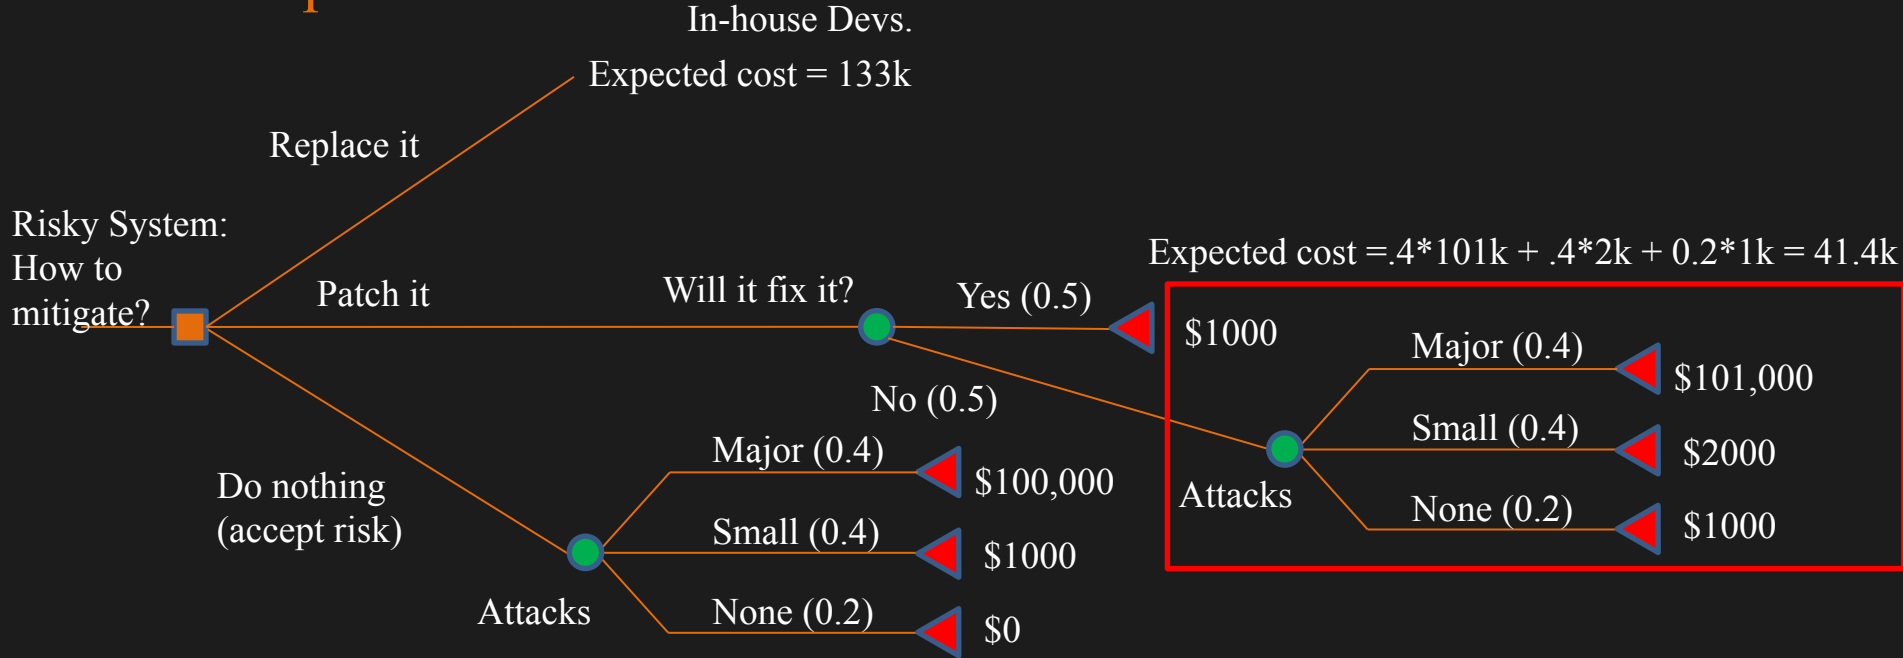 In-house Devs.
Expected cost = 133k
Replace it
Risky System:
How to
mitigate?
Patch it
Will it fix it?
Yes (0.5)
$1000
No (0.5)
Expected cost =.4*101k + .4*2k + 0.2*1k = 41.4k
Attacks
Major (0.4)
$101,000
Small (0.4)
$2000
None (0.2)
$1000
Do nothing
(accept risk)
Attacks
Major (0.4)
$100,000
Small (0.4)
$1000
None (0.2)
$0